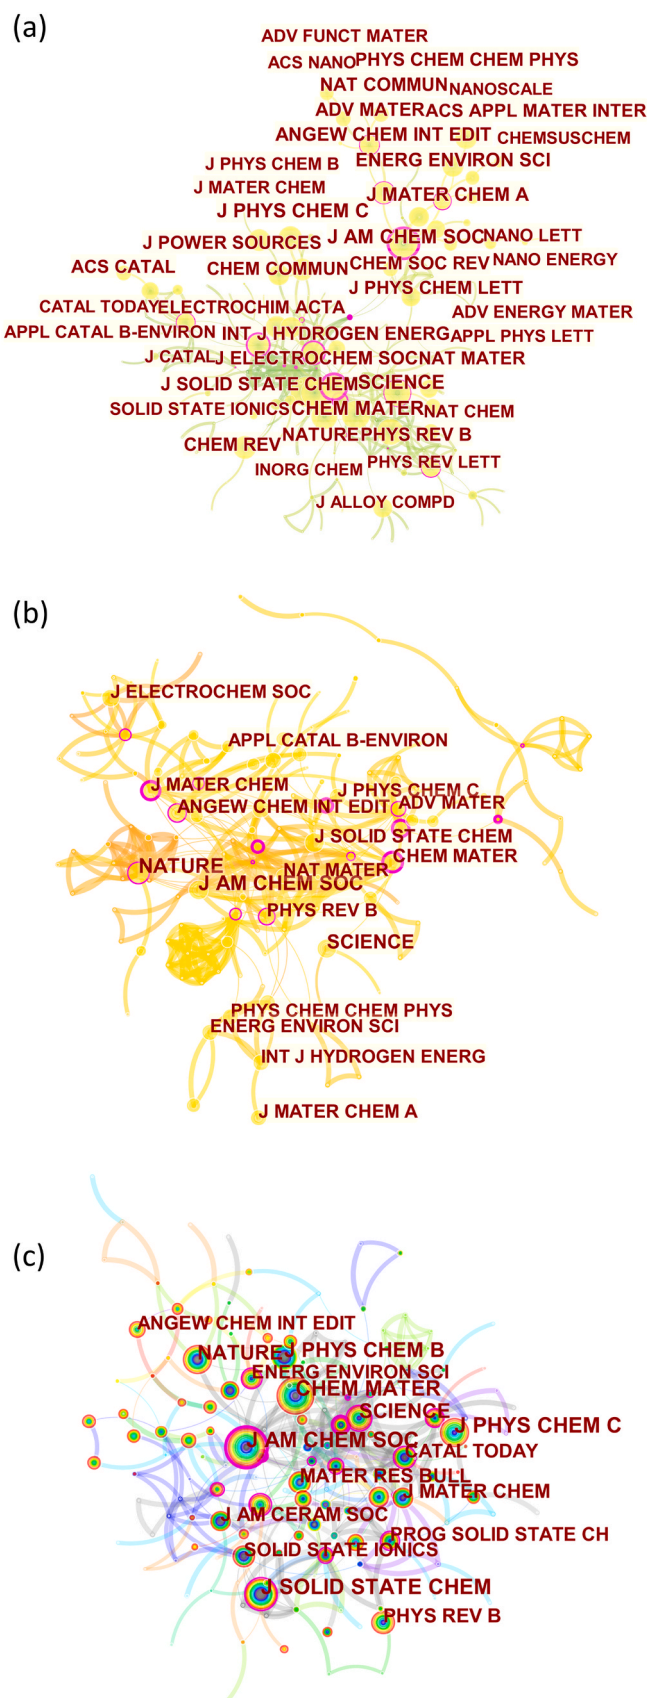 (a)
ADV FUNCT MATER
ACS NANO PHYS CHEM CHEM PHYS
NAT COMMUN NANOSCALE
ADV MATER ACS APPL MATER INTER
ANGEW CHEM INT EDIT CHEMSUSCHEM
J PHYS CHEM B ENERG ENVIRON SCI
J MATER CHEM J MATER CHEM A
J PHYS CHEM C
J POWER SOURCES J AM CHEM SOC NANO LETT
ACS CATAL CHEM COMMUN CHEM SOC REV NANO ENERGY
J PHYS CHEM LETT
CATAL TODAY ELECTROCHIM ACTA ADV ENERGY MATER
APPL CATAL B-ENVIRON INT J HYDROGEN ENERG APPL PHYS LETT
J CATAL J ELECTROCHEM SOC NAT MATER
J SOLID STATE CHEM SCIENCE
SOLID STATE IONICS CHEM MATER NAT CHEM
CHEM REV NATURE PHYS REV B
INORG CHEM PHYS REV LETT
J ALLOY COMPD
(b)
J ELECTROCHEM SOC
APPL CATAL B-ENVIRON
J MATER CHEM J PHYS CHEM C
ANGEW CHEM INT EDIT ADV MATER
J SOLID STATE CHEM
NATURE NAT MATER CHEM MATER
J AM CHEM SOC
PHYS REV B
SCIENCE
PHYS CHEM CHEM PHYS
ENERG ENVIRON SCI
INT J HYDROGEN ENERG
J MATER CHEM A
(c)
ANGEW CHEM INT EDIT
NATURE J PHYS CHEM B
ENERG ENVIRON SCI
CHEM MATER
SCIENCE
J PHYS CHEM C
J AM CHEM SOC
CATAL TODAY
MATER RES BULL
J MATER CHEM
J AM CERAM SOC
PROG SOLID STATE CH
SOLID STATE IONICS
J SOLID STATE CHEM
PHYS REV B